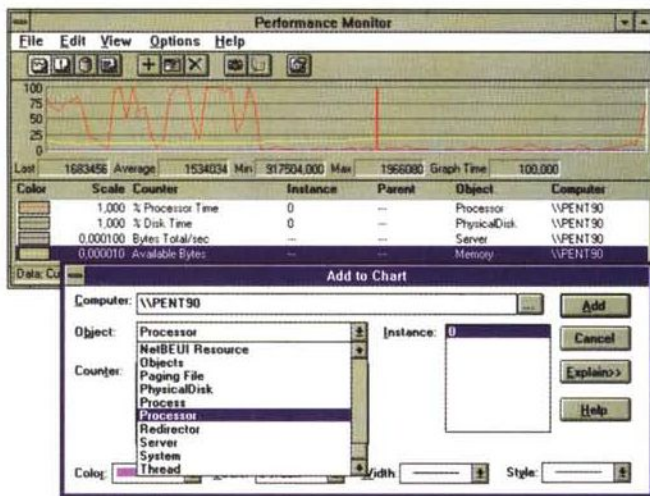 Performance Monitor
File Edit View Options Help
100
75
50
25
0
Last 1683456 Average 1534034 Min 917504,000 Max 1966080 Graph Time 100,000
Color Scale Counter Instance Parent Object Computer
1,000 % Processor Time 0 --- Processor \\PENT90
1,000 % Disk Time 0 --- PhysicalDisk \\PENT90
0,000100 Bytes Total/sec --- --- Server \\PENT90
0,000010 Available Bytes --- --- Memory \\PENT90
Data: Cu
Add to Chart
Computer: \\PENT90 ... Add
Object: Processor Instance: 0 Cancel
NetBEUI Resource
Objects
Counter: Paging File Explain>>
PhysicalDisk
Process
Processor Help
Redirector
Server
System
Thread
Color: Width: Style: